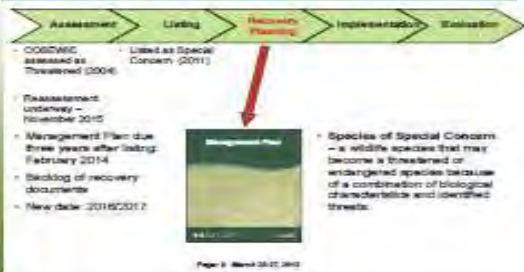 Assessment
Listing
Recovery
Planning
Implementation
Evaluation
• COSEWIC
assessed as
Threatened (2004)
• Listed as Special
Concern (2011)
• Reassessment
underway –
November 2015
• Management Plan due
three years after listing:
February 2014
• Backlog of recovery
documents
• New date: 2016/2017
Management Plan
• Species of Special Concern
– a wildlife species that may
become a threatened or
endangered species because
of a combination of biological
characteristics and identified
threats.